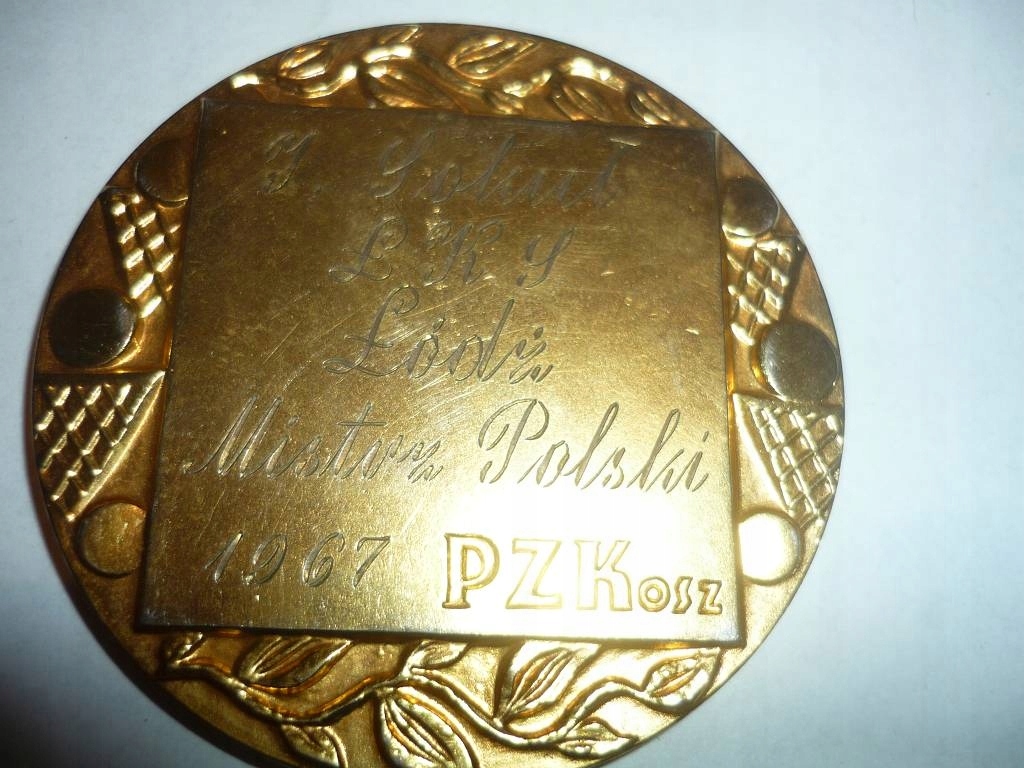 J.
Ł K S
Łódź
Mistrz Polski
1967 PZKosz